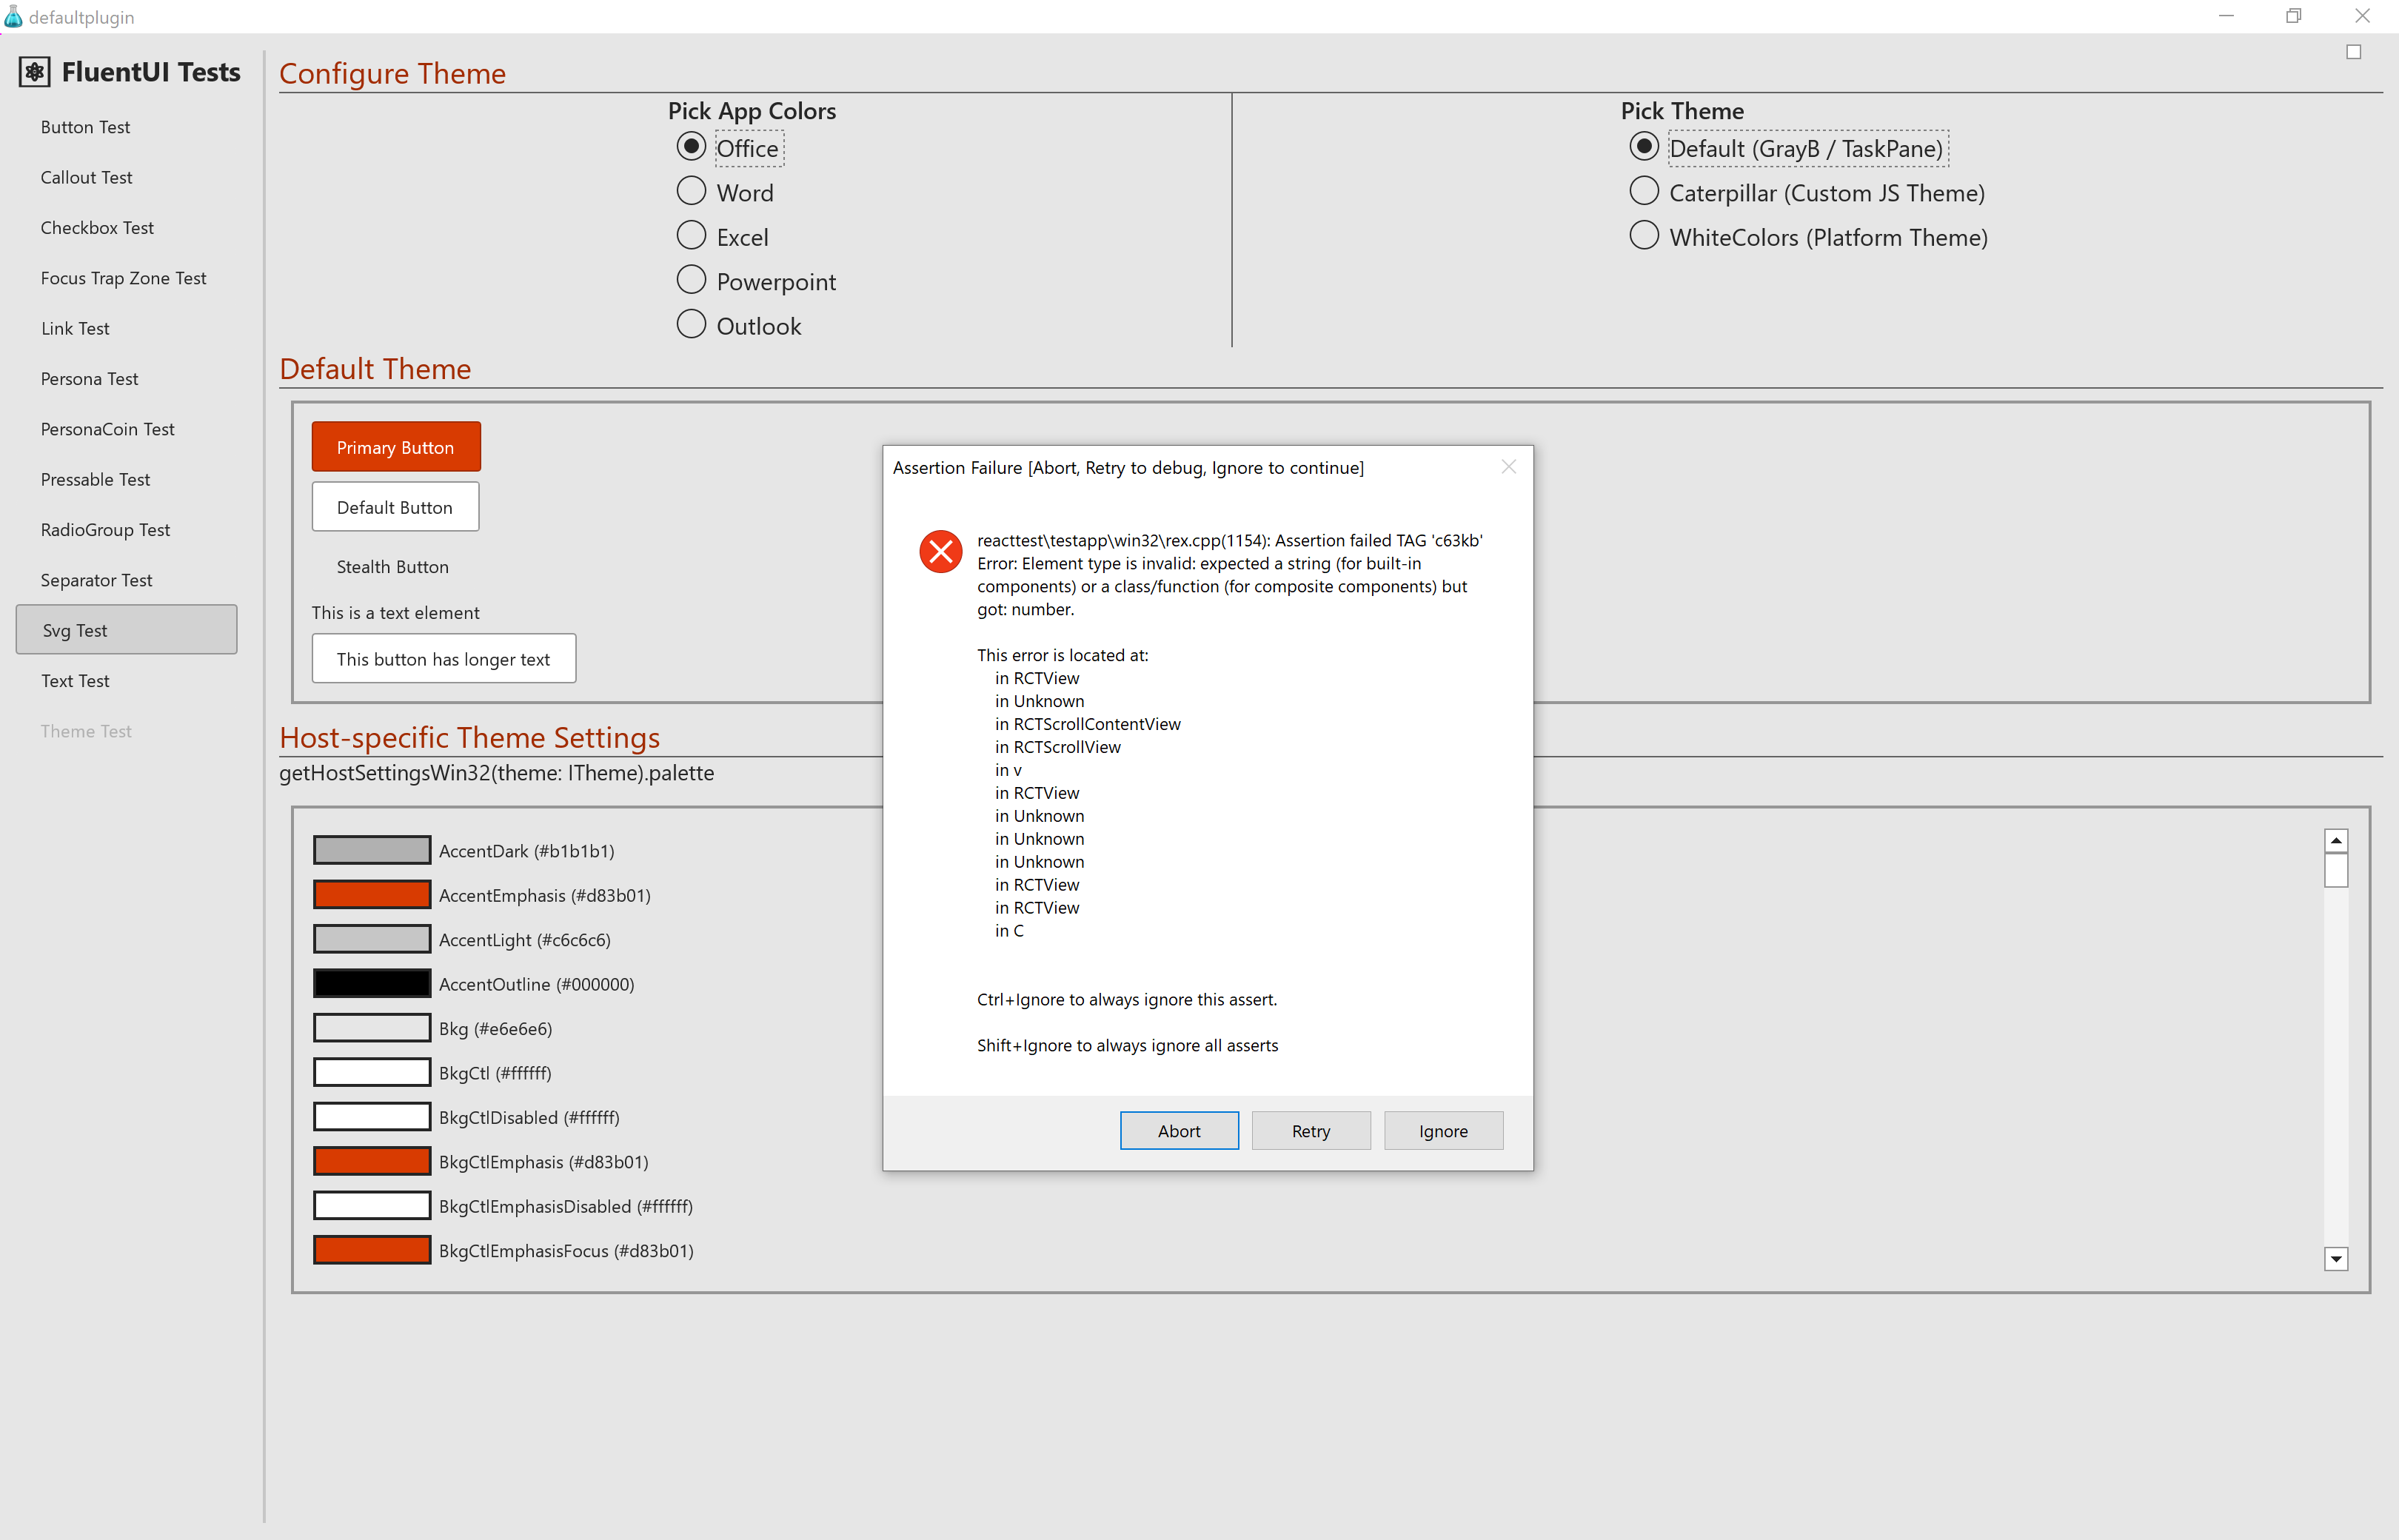 defaultplugin
FluentUI Tests
Button Test
Callout Test
Checkbox Test
Focus Trap Zone Test
Link Test
Persona Test
PersonaCoin Test
Pressable Test
RadioGroup Test
Separator Test
Svg Test
Text Test
Theme Test
Configure Theme
Pick App Colors
Office
Word
Excel
Powerpoint
Outlook
Pick Theme
Default (GrayB / TaskPane)
Caterpillar (Custom JS Theme)
WhiteColors (Platform Theme)
Default Theme
Primary Button
Default Button
Stealth Button
This is a text element
This button has longer text
Host-specific Theme Settings
getHostSettingsWin32(theme: ITheme).palette
AccentDark (#b1b1b1)
AccentEmphasis (#d83b01)
AccentLight (#c6c6c6)
AccentOutline (#000000)
Bkg (#e6e6e6)
BkgCtl (#ffffff)
BkgCtlDisabled (#ffffff)
BkgCtlEmphasis (#d83b01)
BkgCtlEmphasisDisabled (#ffffff)
BkgCtlEmphasisFocus (#d83b01)
Assertion Failure [Abort, Retry to debug, Ignore to continue]
reacttest\testapp\win32\rex.cpp(1154): Assertion failed TAG 'c63kb'
Error: Element type is invalid: expected a string (for built-in
components) or a class/function (for composite components) but
got: number.
This error is located at:
in RCTView
in Unknown
in RCTScrollContentView
in RCTScrollView
in v
in RCTView
in Unknown
in Unknown
in Unknown
in RCTView
in RCTView
in C
Ctrl+Ignore to always ignore this assert.
Shift+Ignore to always ignore all asserts
Abort
Retry
Ignore